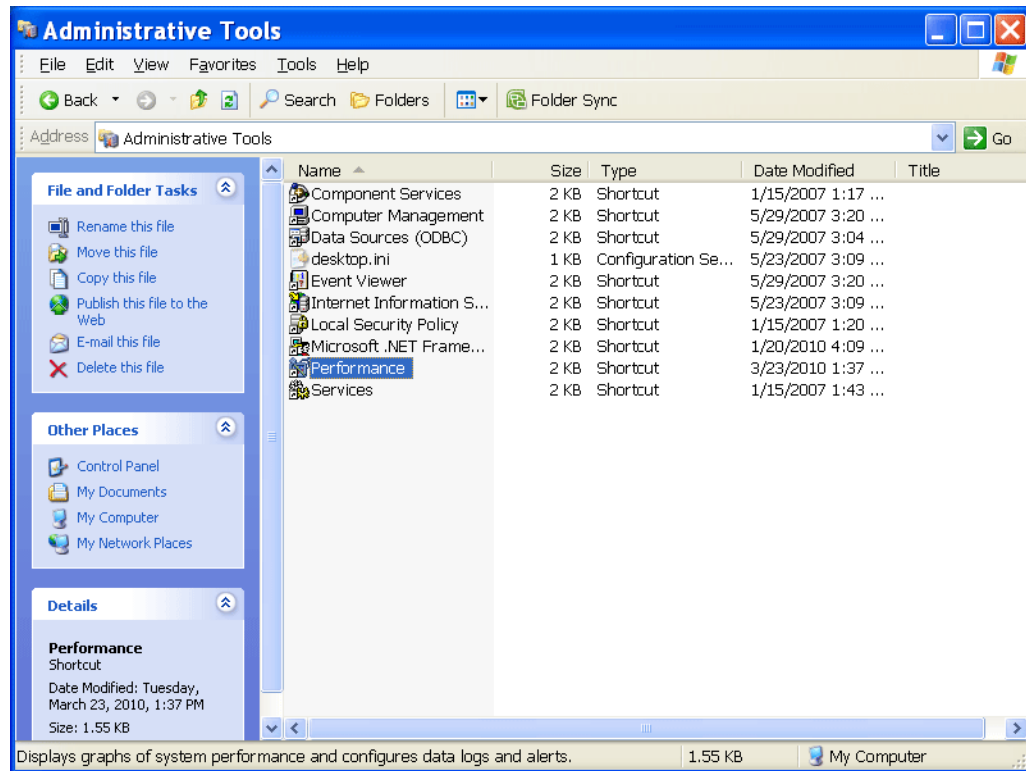 Administrative Tools
File Edit View Favorites Tools Help
Back Search Folders Folder Sync
Address Administrative Tools Go
File and Folder Tasks
Rename this file
Move this file
Copy this file
Publish this file to the
Web
E-mail this file
Delete this file
Other Places
Control Panel
My Documents
My Computer
My Network Places
Details
Performance
Shortcut
Date Modified: Tuesday,
March 23, 2010, 1:37 PM
Size: 1.55 KB
Name Size Type Date Modified Title
Component Services 2 KB Shortcut 1/15/2007 1:17 ...
Computer Management 2 KB Shortcut 5/29/2007 3:20 ...
Data Sources (ODBC) 2 KB Shortcut 5/29/2007 3:04 ...
desktop.ini 1 KB Configuration Se... 5/23/2007 3:09 ...
Event Viewer 2 KB Shortcut 5/29/2007 3:20 ...
Internet Information S... 2 KB Shortcut 5/23/2007 3:09 ...
Local Security Policy 2 KB Shortcut 1/15/2007 1:20 ...
Microsoft .NET Frame... 2 KB Shortcut 1/20/2010 4:09 ...
Performance 2 KB Shortcut 3/23/2010 1:37 ...
Services 2 KB Shortcut 1/15/2007 1:43 ...
Displays graphs of system performance and configures data logs and alerts. 1.55 KB My Computer